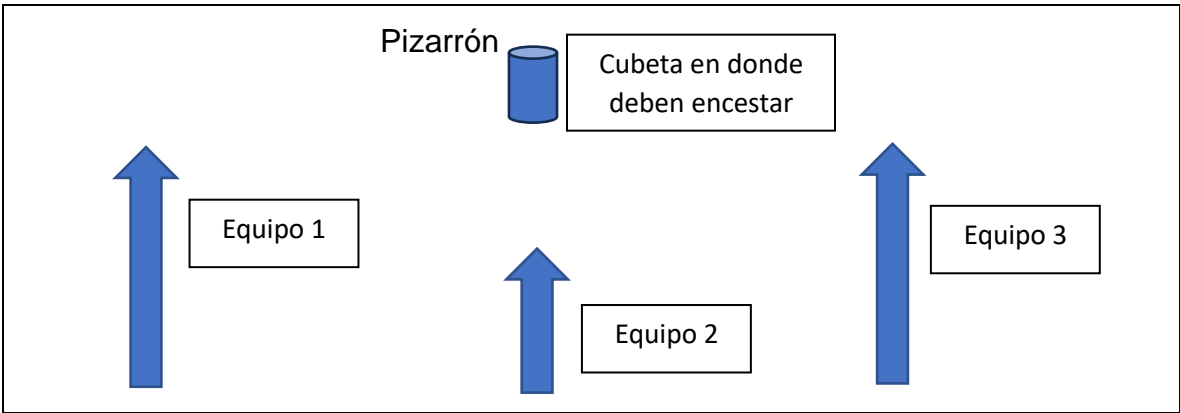 Pizarrón
Cubeta en donde
deben encestar
Equipo 1
Equipo 3
Equipo 2